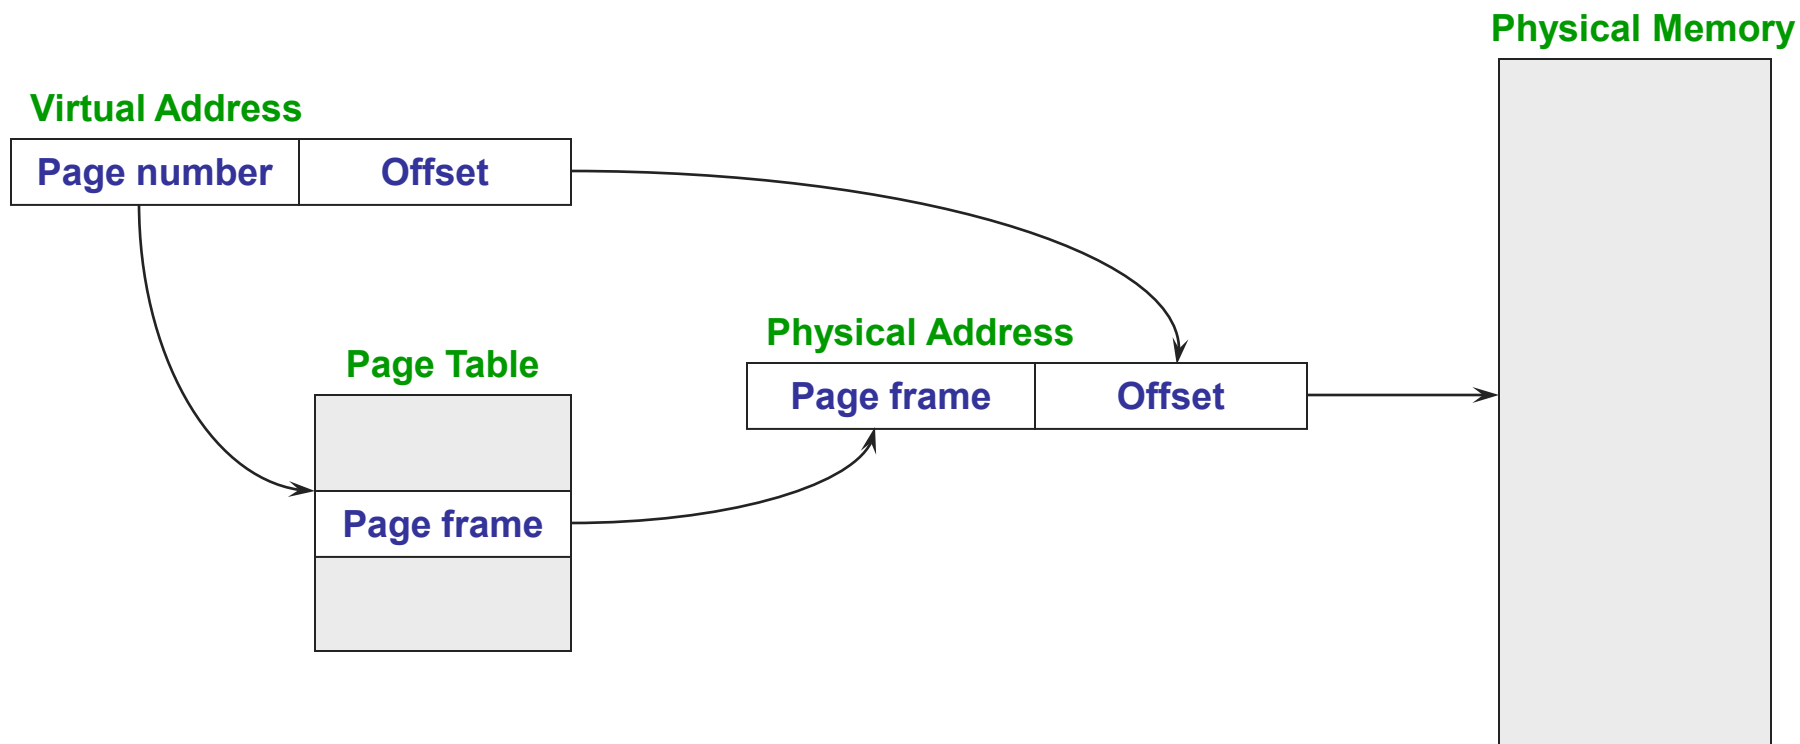 Physical Memory
Virtual Address
Page number
Offset
Physical Address
Page Table
Page frame
Offset
Page frame